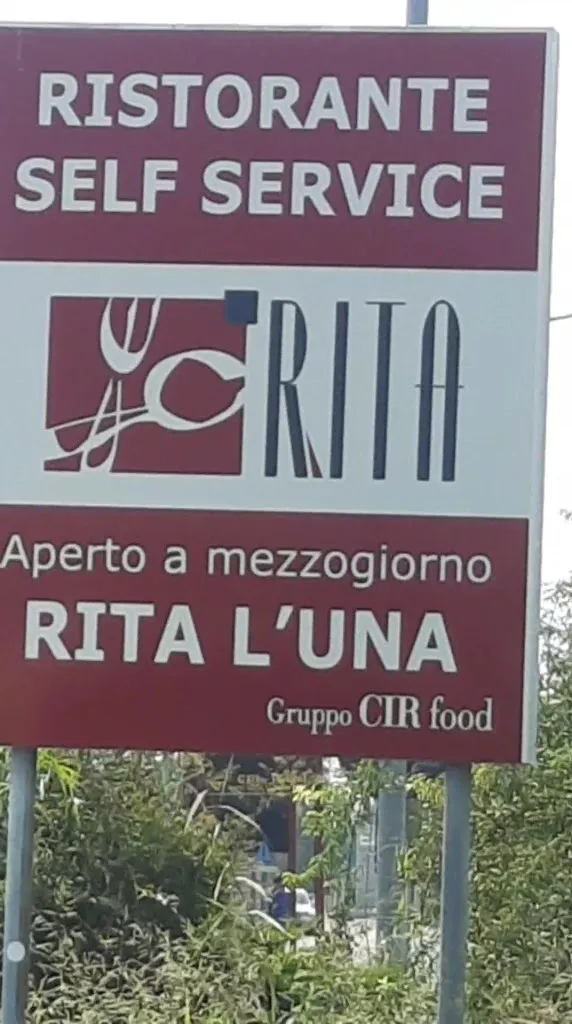 RISTORANTE
SELF SERVICE
RITA
Aperto a mezzogiorno
RITA L'UNA
Gruppo CIR food